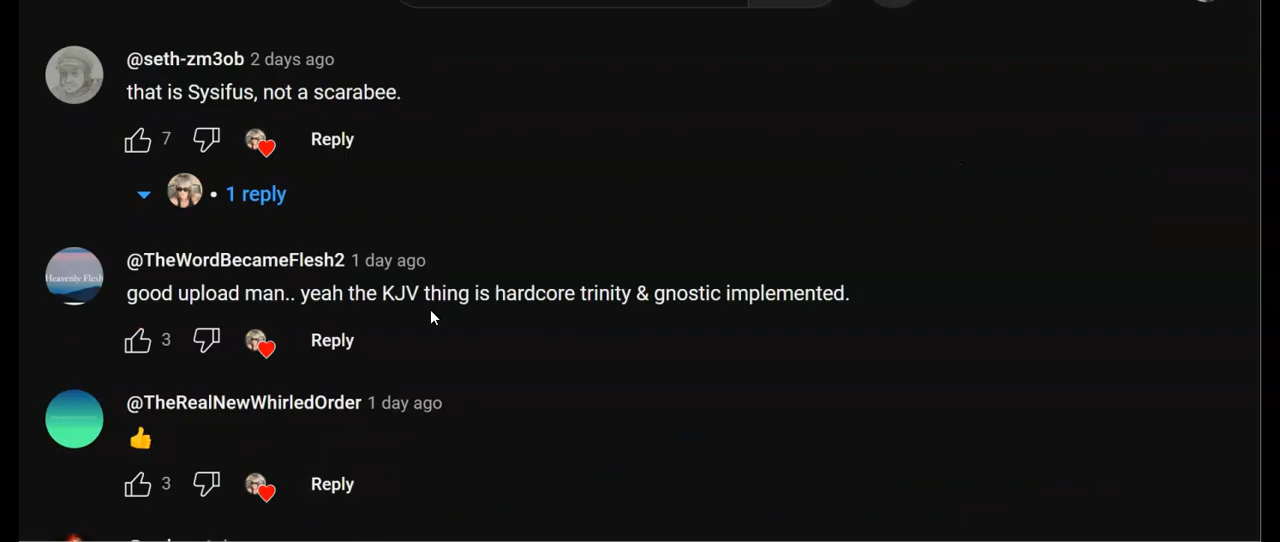 @seth-zm3ob 2 days ago
that is Sysifus, not a scarabee.
7 Reply
• 1 reply
Heavenly Flesh
@TheWordBecameFlesh2 1 day ago
good upload man.. yeah the KJV thing is hardcore trinity & gnostic implemented.
3 Reply
@TheRealNewWhirledOrder 1 day ago
👍
3 Reply